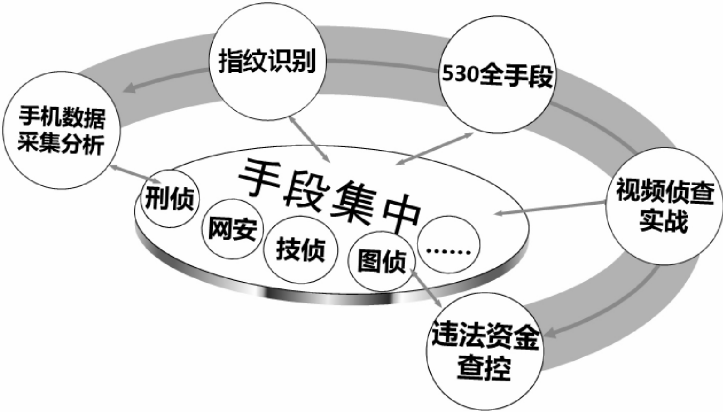 指纹识别
530全手段
手机数据
采集分析
视频侦查
实战
手段集中
刑侦
网安
技侦
图侦
……
违法资金
查控